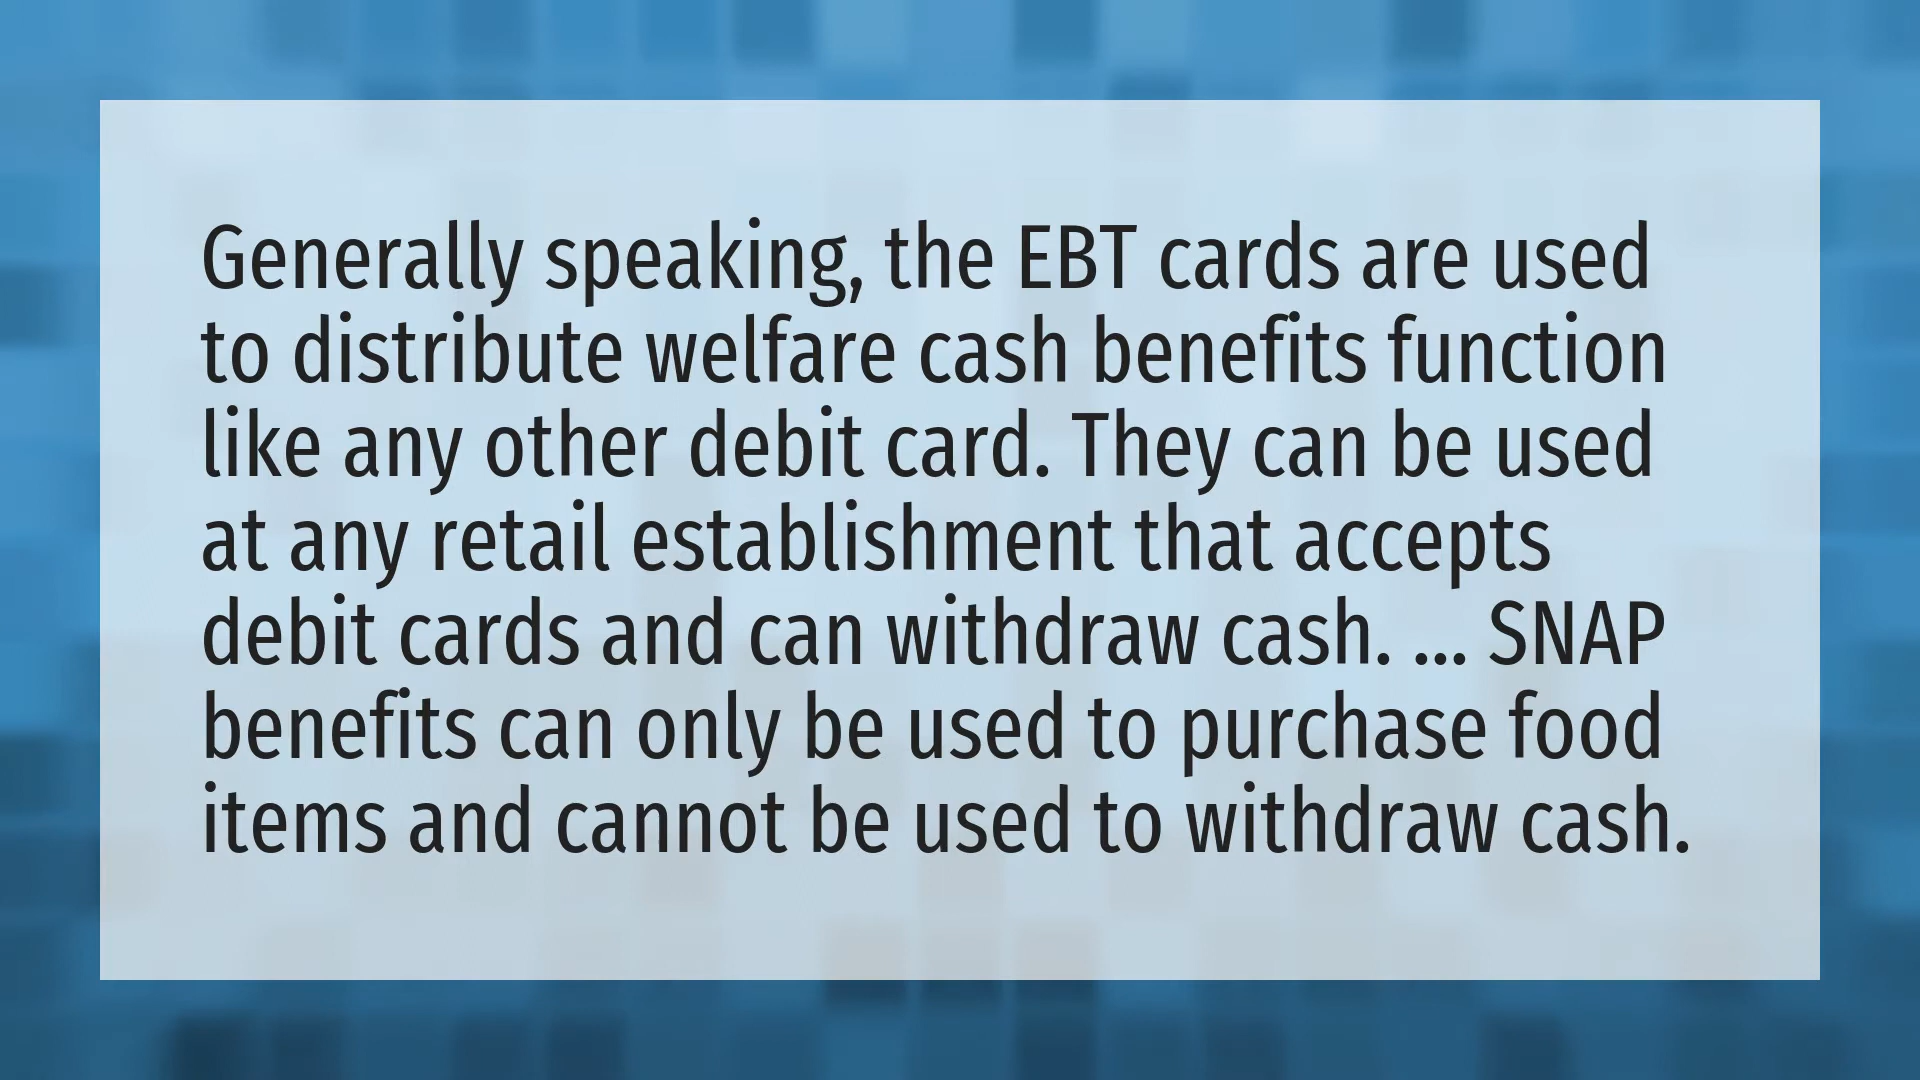 Generally speaking, the EBT cards are used
to distribute welfare cash benefits function
like any other debit card. They can be used
at any retail establishment that accepts
debit cards and can withdraw cash. ... SNAP
benefits can only be used to purchase food
items and cannot be used to withdraw cash.